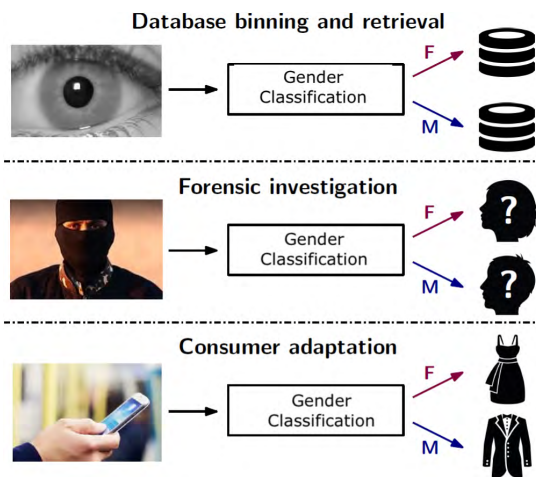 Database binning and retrieval
Gender
Classification
F
M
Forensic investigation
Gender
Classification
F
M
?
?
Consumer adaptation
Gender
Classification
F
M